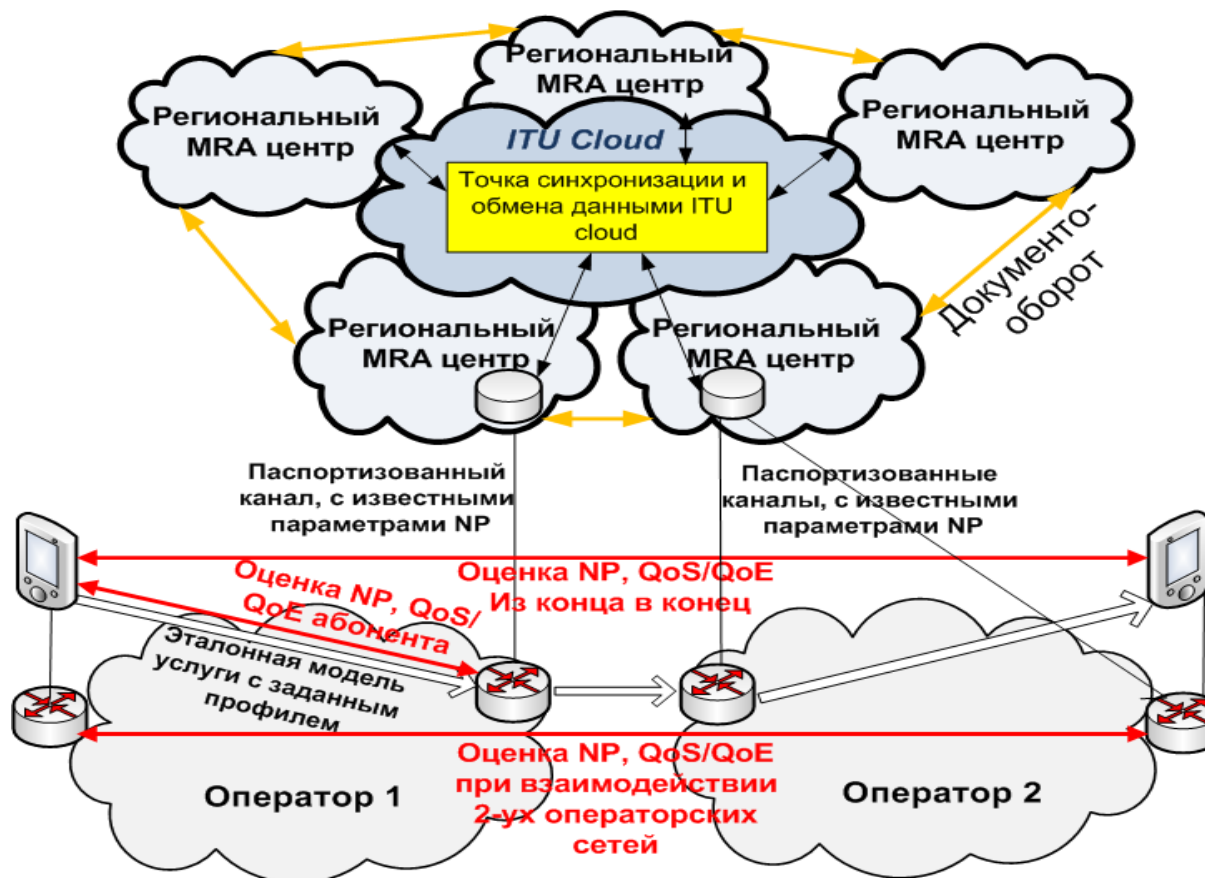 Региональный
MRA центр
Региональный
MRA центр
Региональный
MRA центр
ITU Cloud
Точка синхронизации и
обмена данными ITU
cloud
Документо-
оборот
Региональный
MRA центр
Региональный
MRA центр
Паспортизованный
канал, с известными
параметрами NP
Паспортизованные
каналы, с известными
параметрами NP
Оценка NP, QoS/QoE
Из конца в конец
Оценка NP, QoS/
QoE абонента
Эталонная модель
услуги с заданным
профилем
Оценка NP, QoS/QoE
при взаимодействии
2-ух операторских
сетей
Оператор 1
Оператор 2